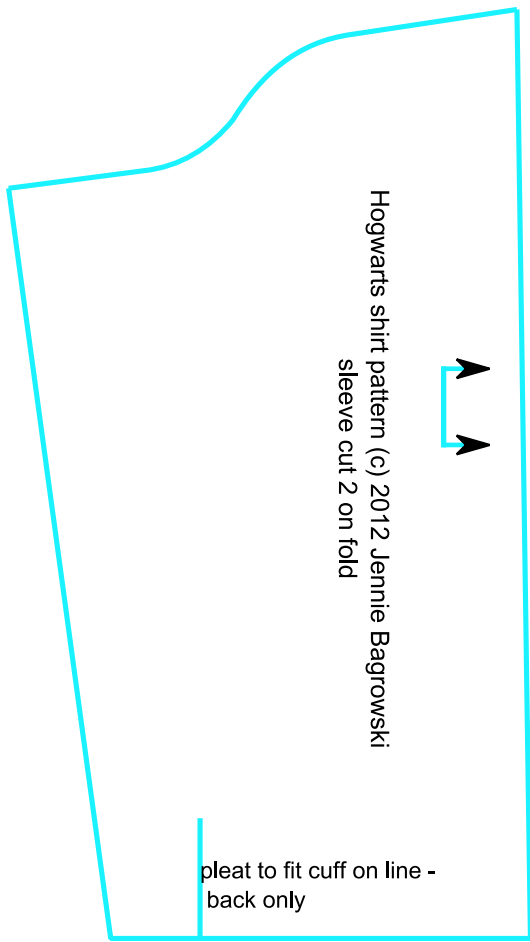 Hogwarts shirt pattern (c) 2012 Jennie Bagrowski
sleeve cut 2 on fold
pleat to fit cuff on line -
back only